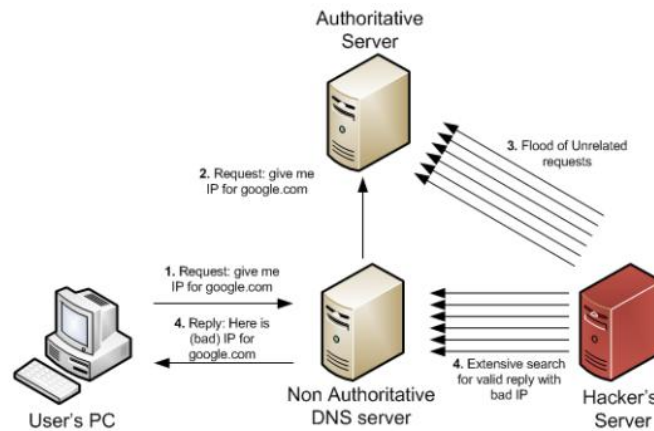 Authoritative
Server
3. Flood of Unrelated
requests
2. Request: give me
IP for google.com
1. Request: give me
IP for google.com
4. Reply: Here is
(bad) IP for
google.com
4. Extensive search
for valid reply with
bad IP
User's PC
Non Authoritative
DNS server
Hacker's
Server